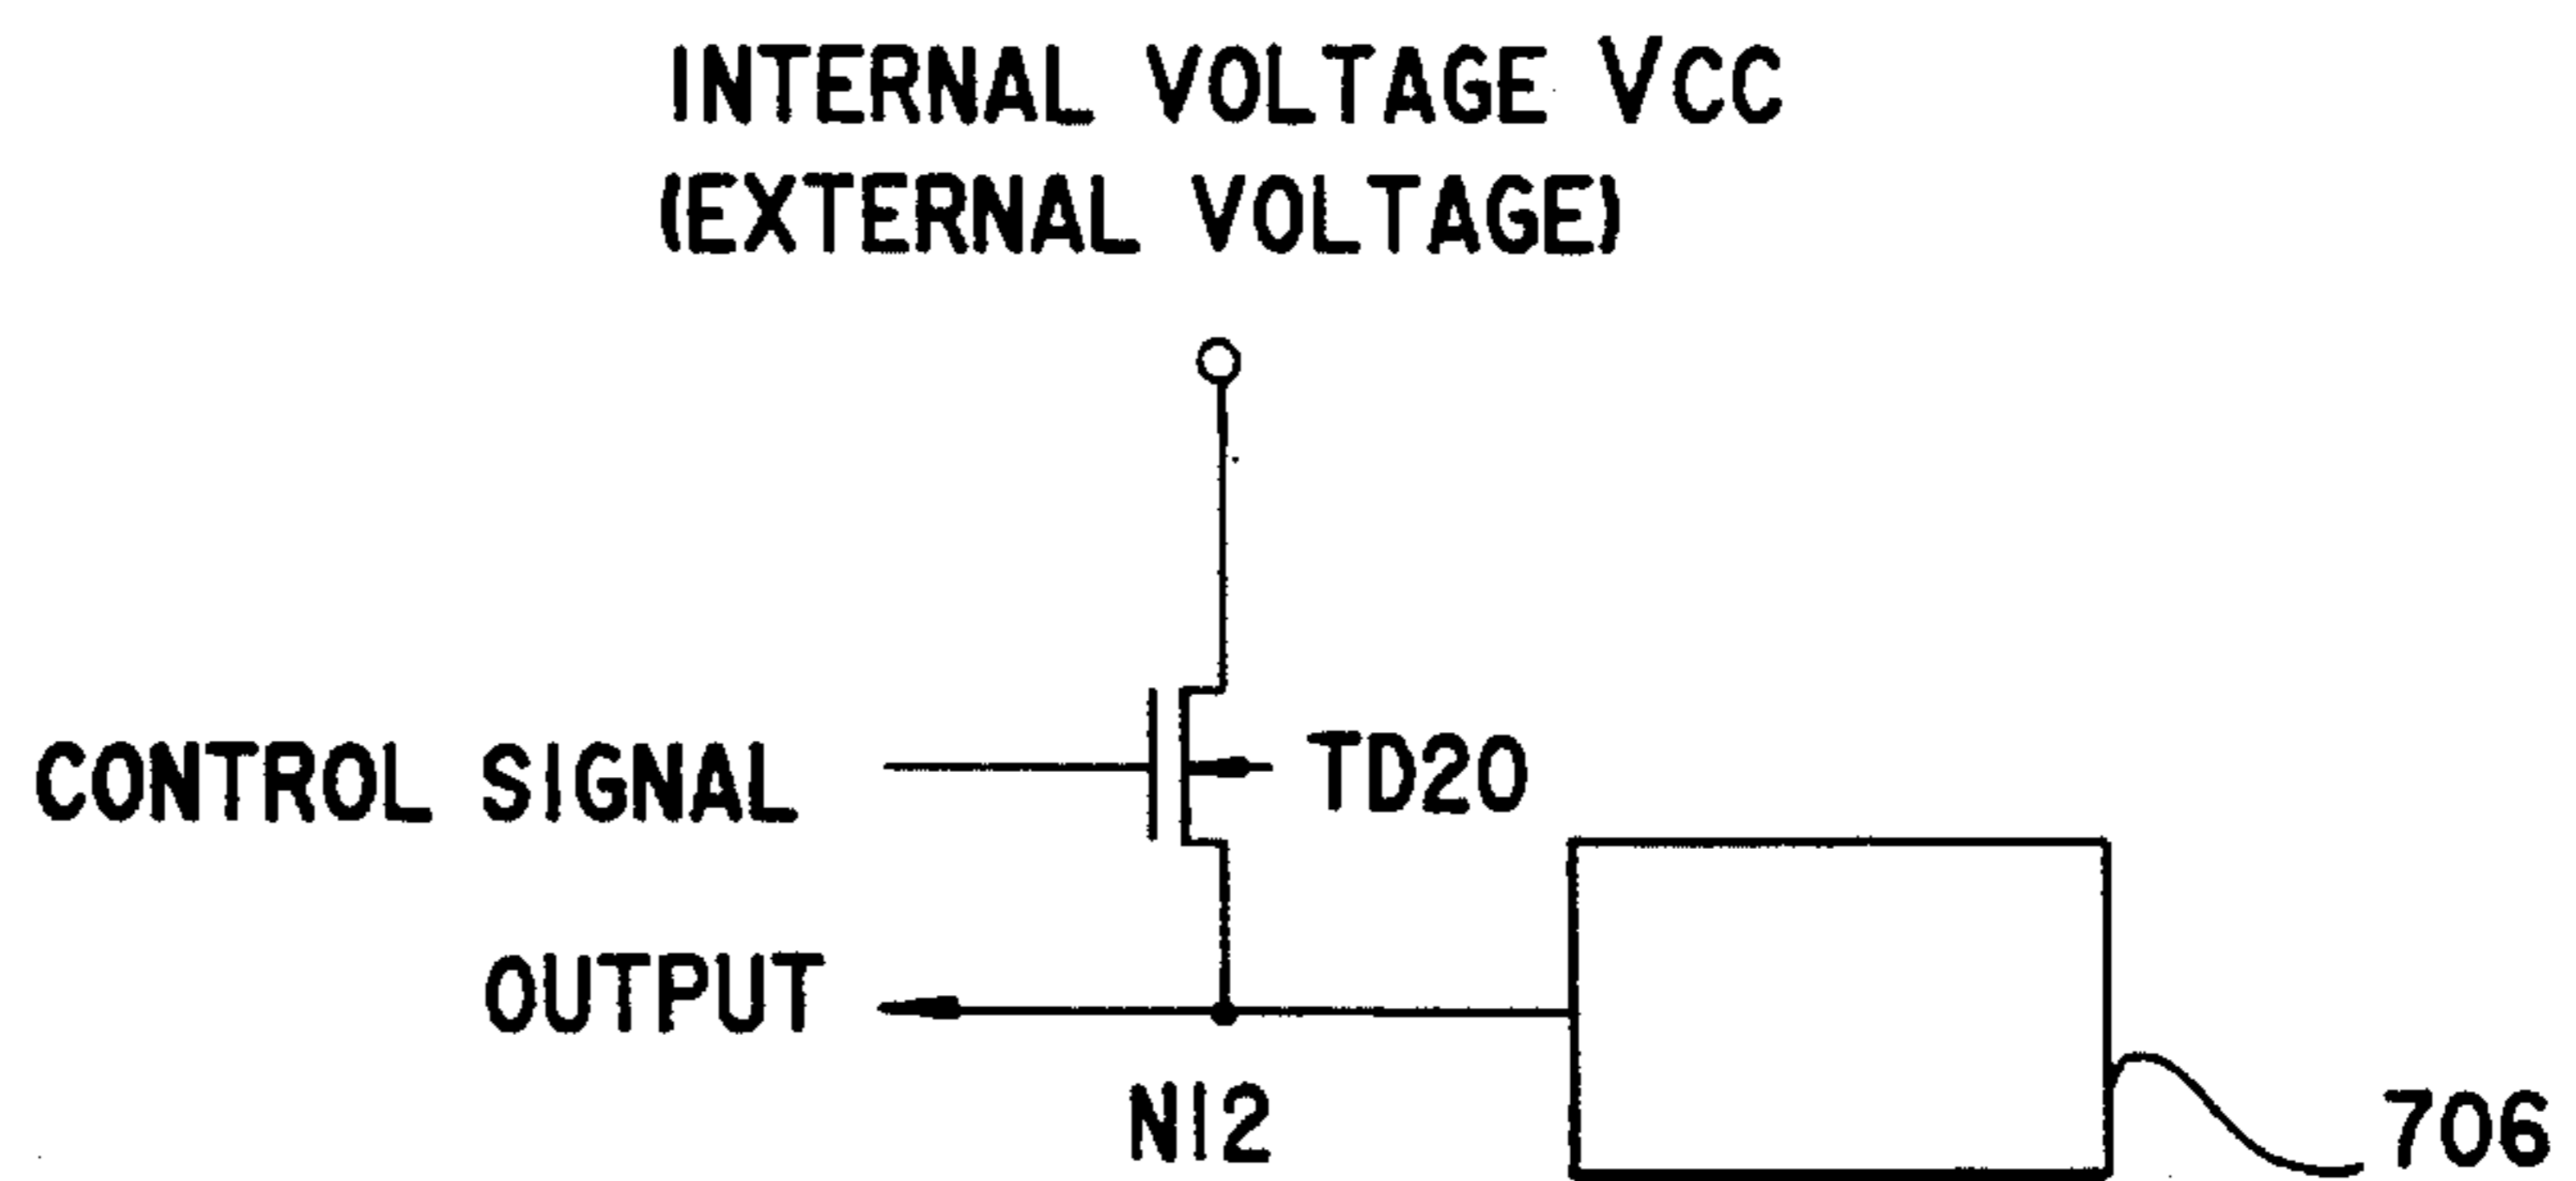 INTERNAL VOLTAGE VCC
(EXTERNAL VOLTAGE)
CONTROL SIGNAL
TD20
OUTPUT
N12
706